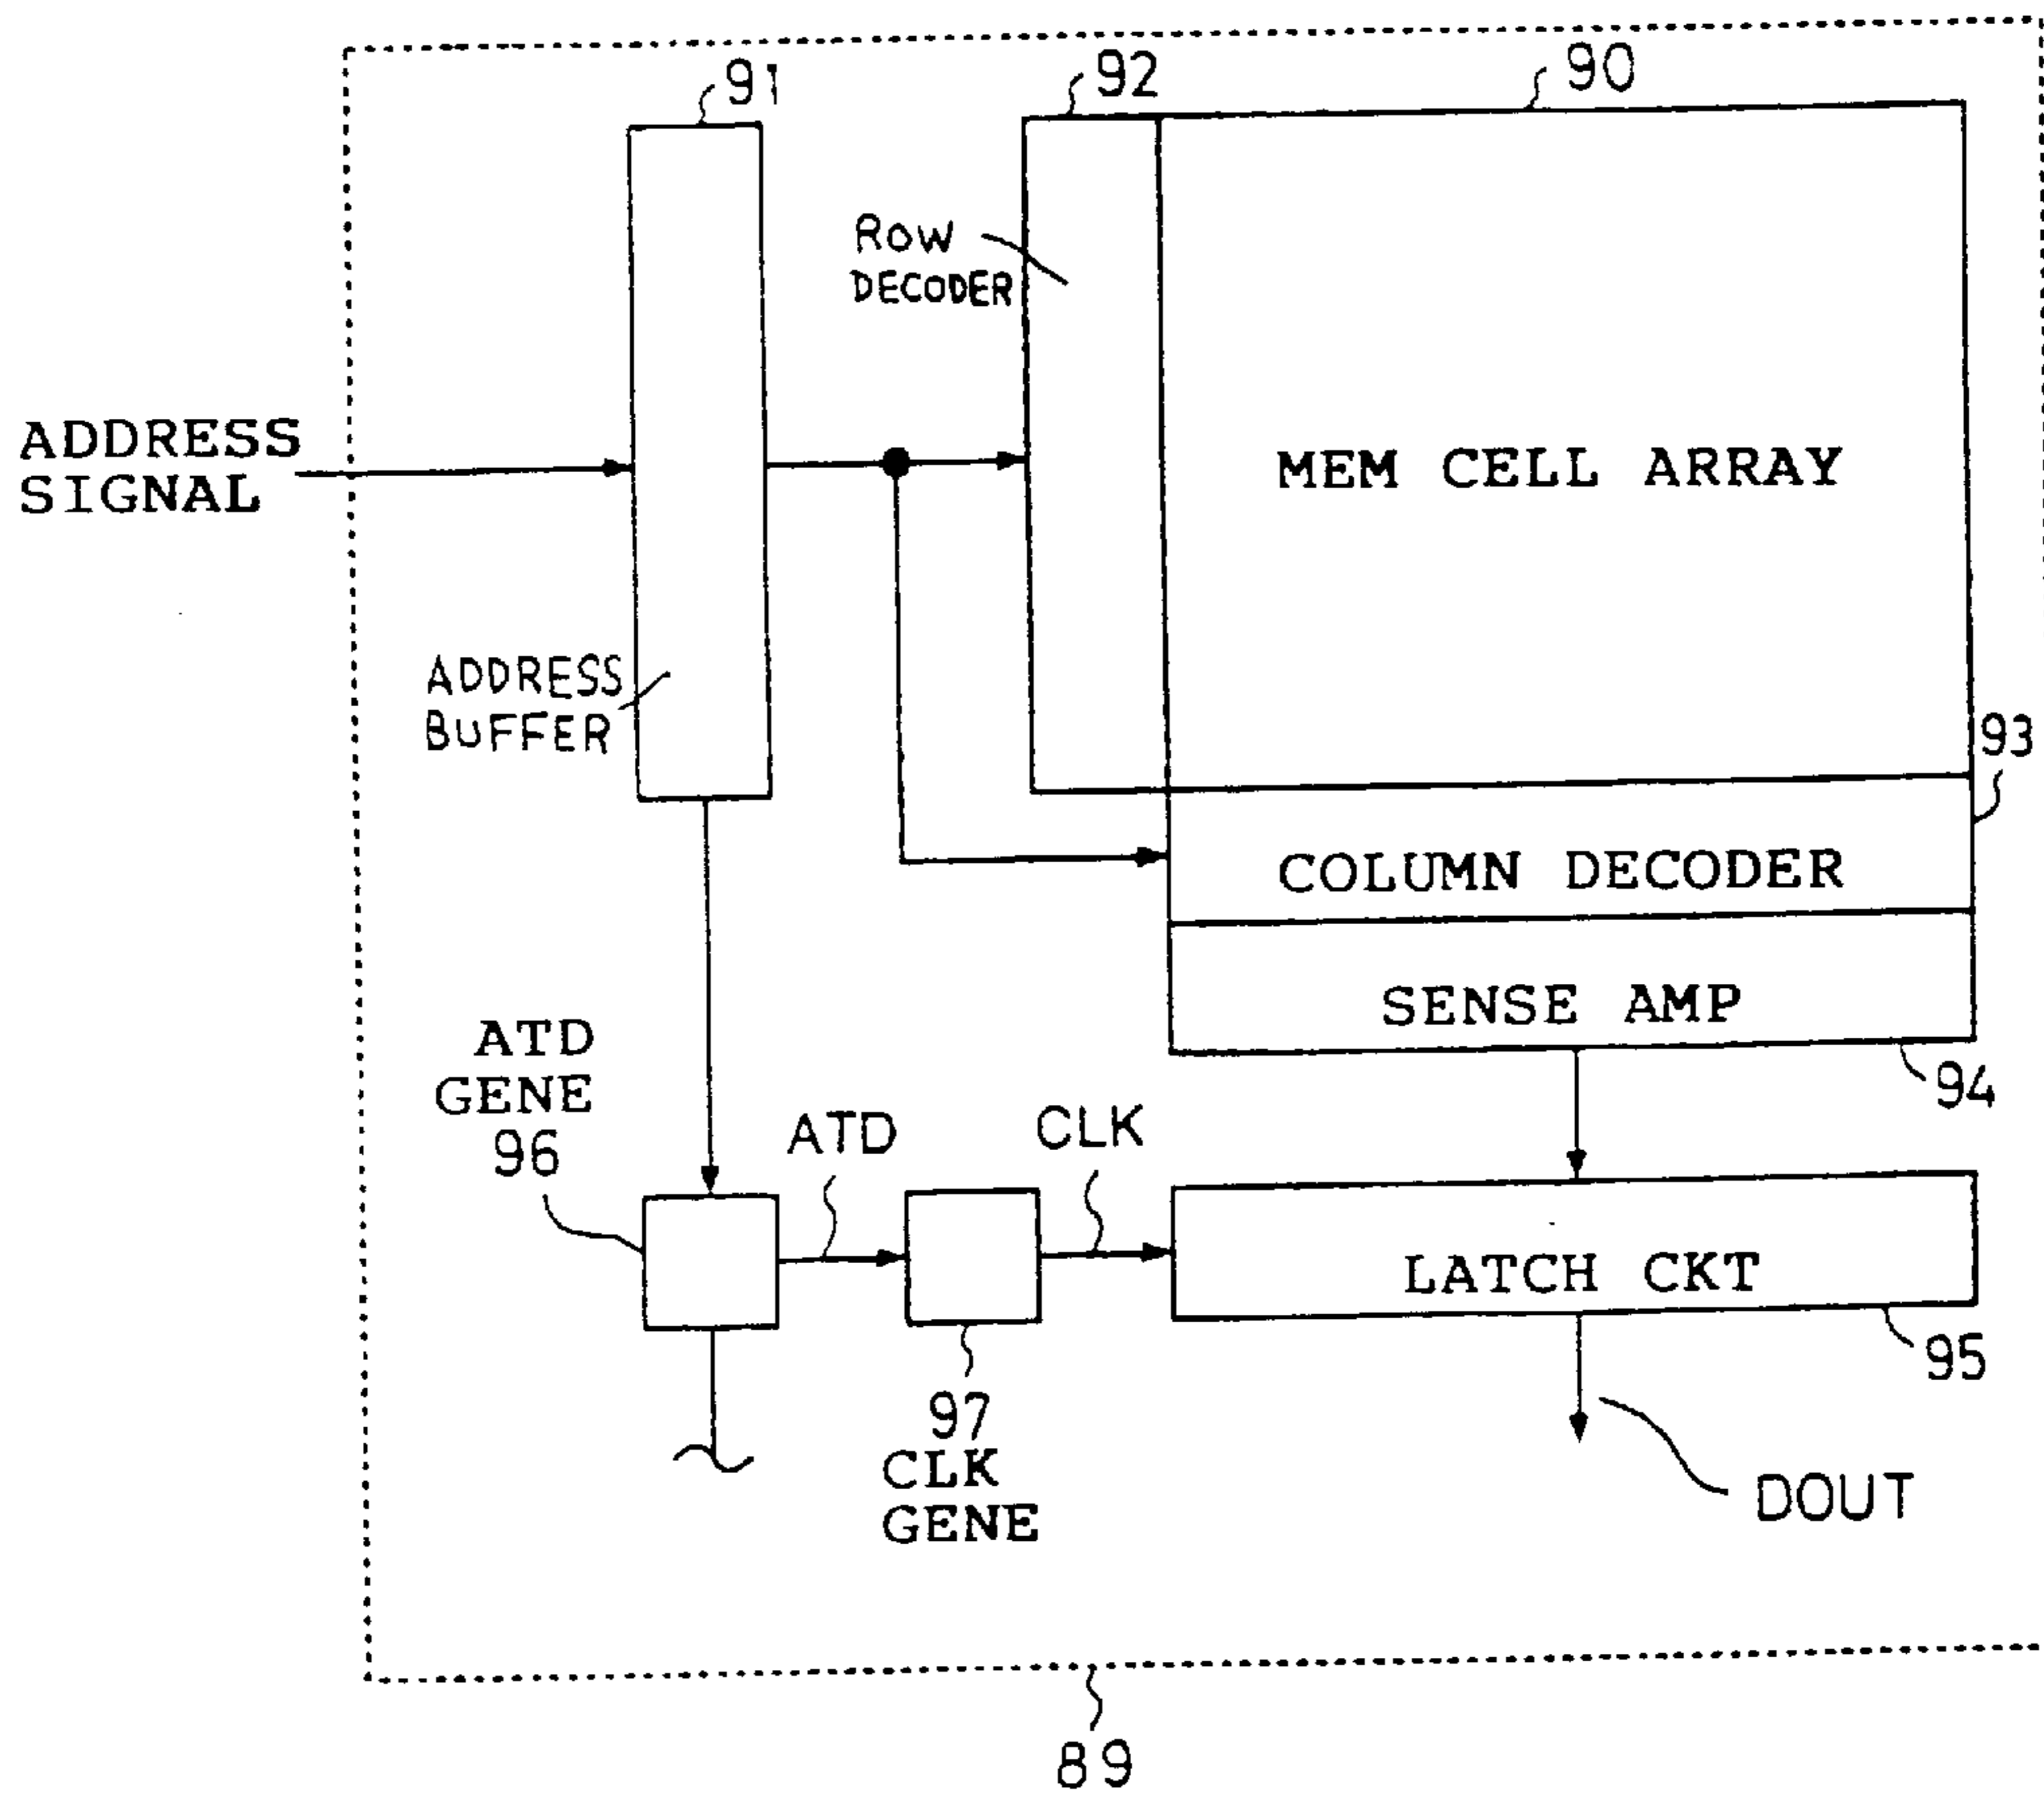 91
92
90
ROW
DECODER
ADDRESS
SIGNAL
MEM CELL ARRAY
ADDRESS
BUFFER
93
COLUMN DECODER
SENSE AMP
94
ATD
GENE
96
ATD
CLK
LATCH CKT
95
97
CLK
GENE
DOUT
89